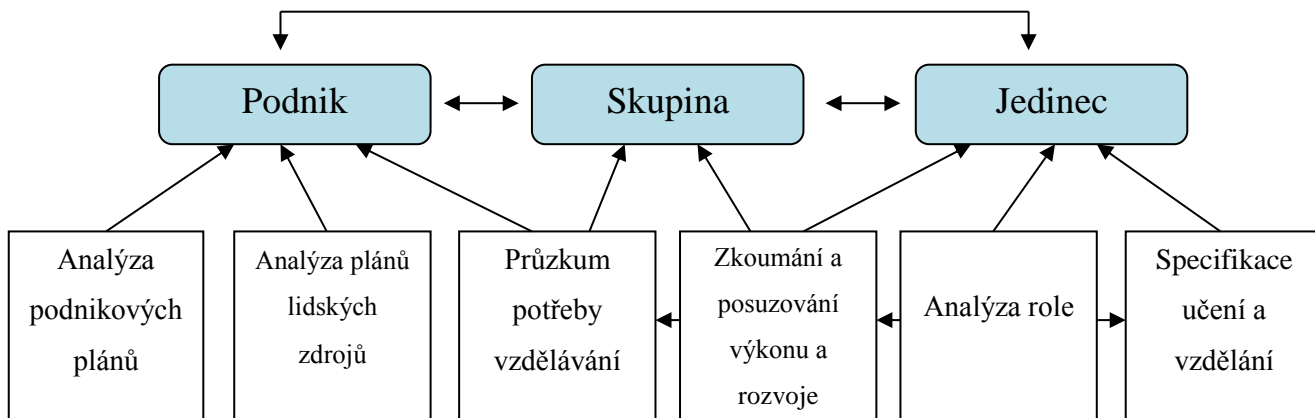 Podnik
Skupina
Jedinec
Analýza
podnikových
plánů
Analýza plánů
lidských
zdrojů
Průzkum
potřeby
vzdělávání
Zkoumání a
posuzování
výkonu a
rozvoje
Analýza role
Specifikace
učení a
vzdělání